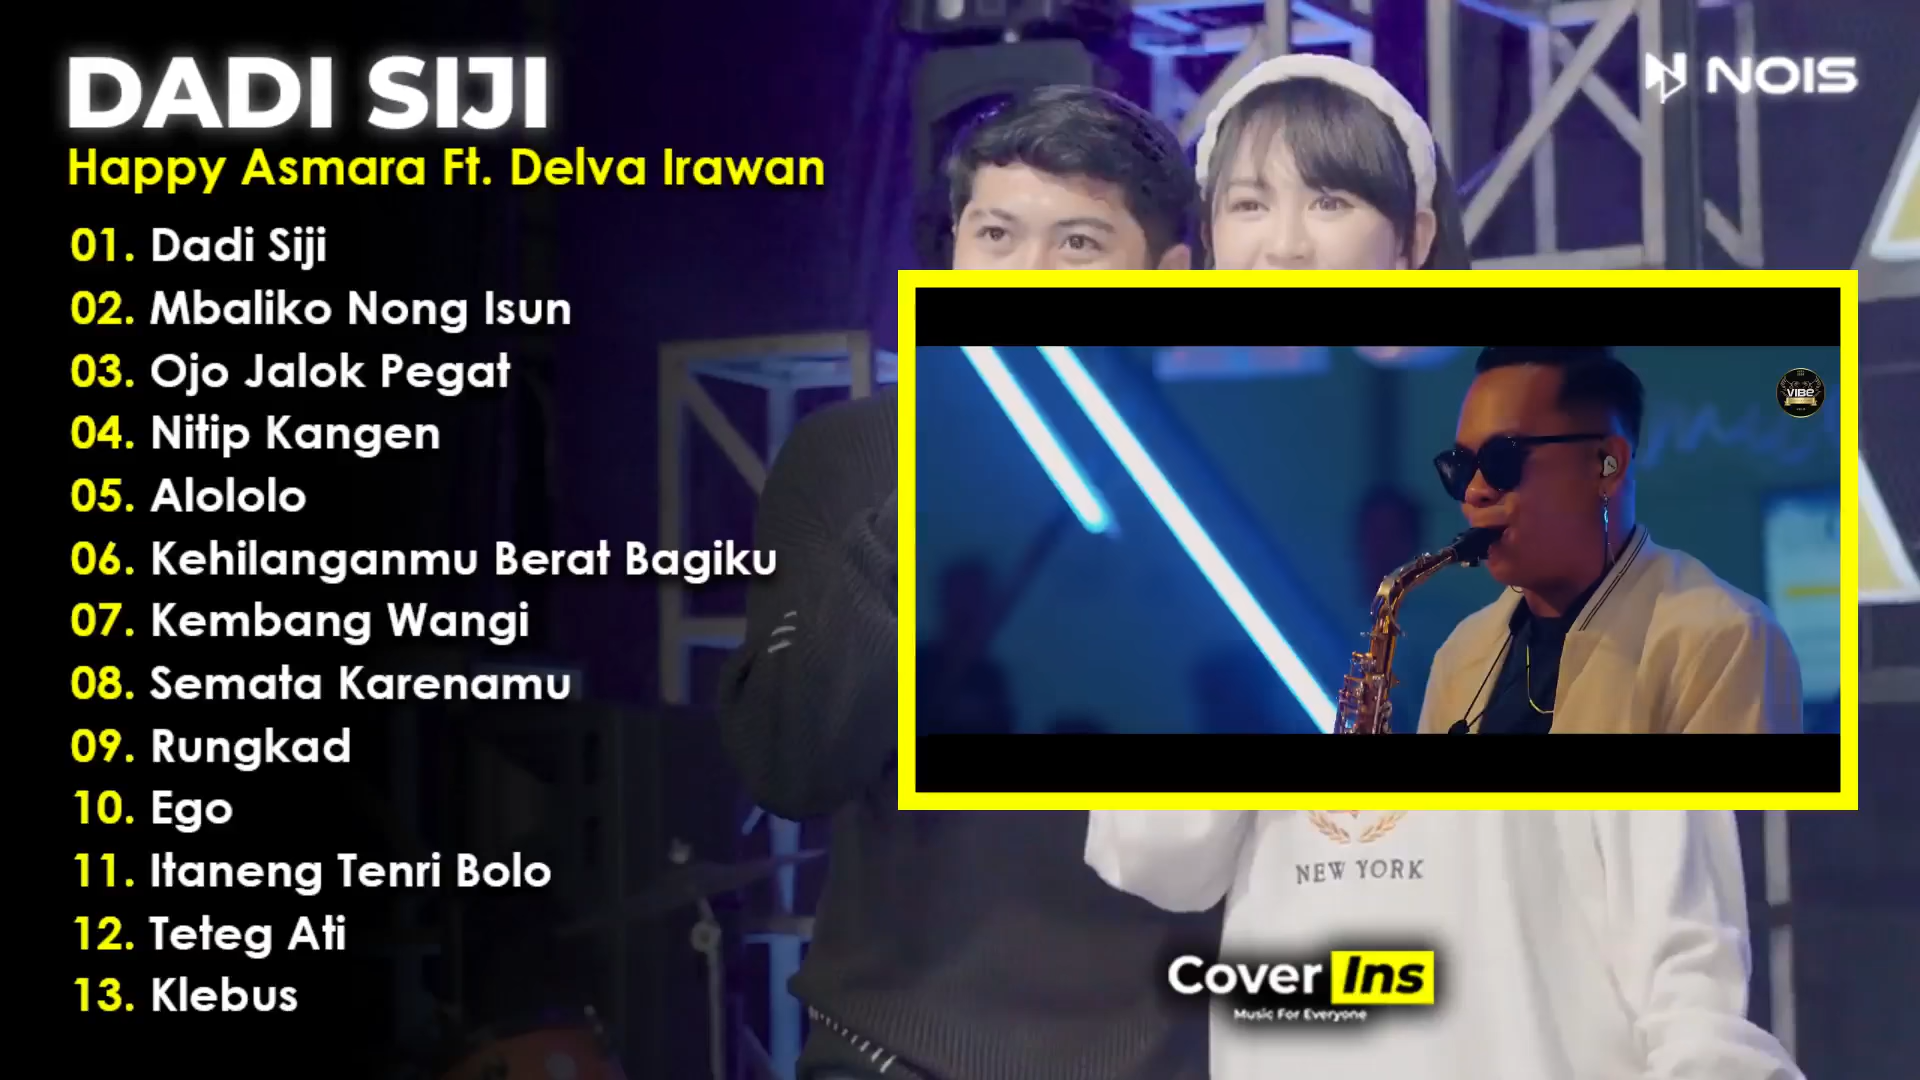 DADI SIJI
Happy Asmara Ft. Delva Irawan
01. Dadi Siji
02. Mbaliko Nong Isun
03. Ojo Jalok Pegat
04. Nitip Kangen
05. Alololo
06. Kehilanganmu Berat Bagiku
07. Kembang Wangi
08. Semata Karenamu
09. Rungkad
10. Ego
11. Itaneng Tenri Bolo
12. Teteg Ati
13. Klebus
NOIS
VIBE
NEW YORK
Cover Ins
Music For Everyone